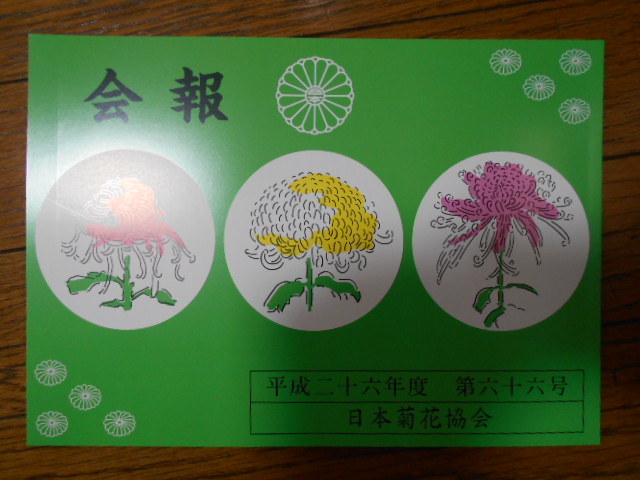 会報
平成二十六年度 第六十六号
日本菊花協会